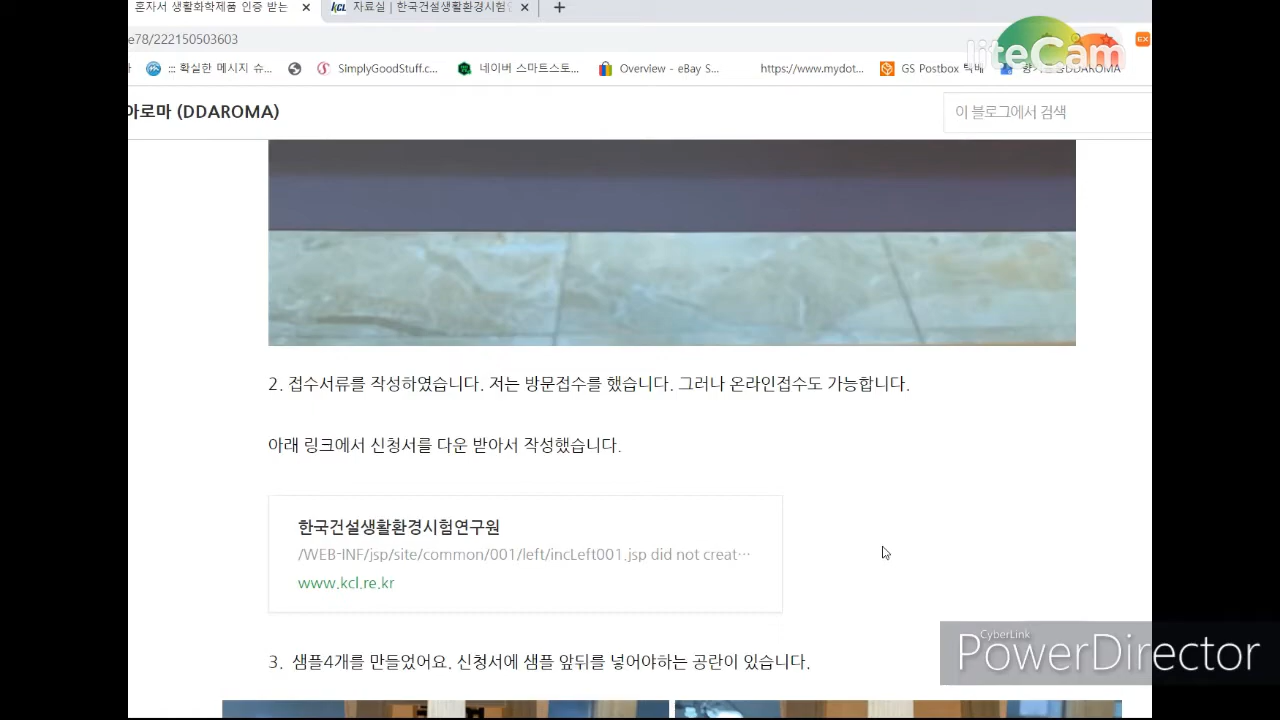 혼자서 생활화학제품 인증 받는
자료실 | 한국건설생활환경시험
e78/222150503603
::: 확실한 메시지 슈...
SimplyGoodStuff.c...
네이버 스마트스토...
Overview - eBay S...
https://www.mydot...
GS Postbox 택배
DDAROMA
liteCam
아로마 (DDAROMA)
이 블로그에서 검색
2. 접수서류를 작성하였습니다. 저는 방문접수를 했습니다. 그러나 온라인접수도 가능합니다.
아래 링크에서 신청서를 다운 받아서 작성했습니다.
한국건설생활환경시험연구원
/WEB-INF/jsp/site/common/001/left/incLeft001.jsp did not creat···
www.kcl.re.kr
3. 샘플4개를 만들었어요. 신청서에 샘플 앞뒤를 넣어야하는 공란이 있습니다.
CyberLink
PowerDirector